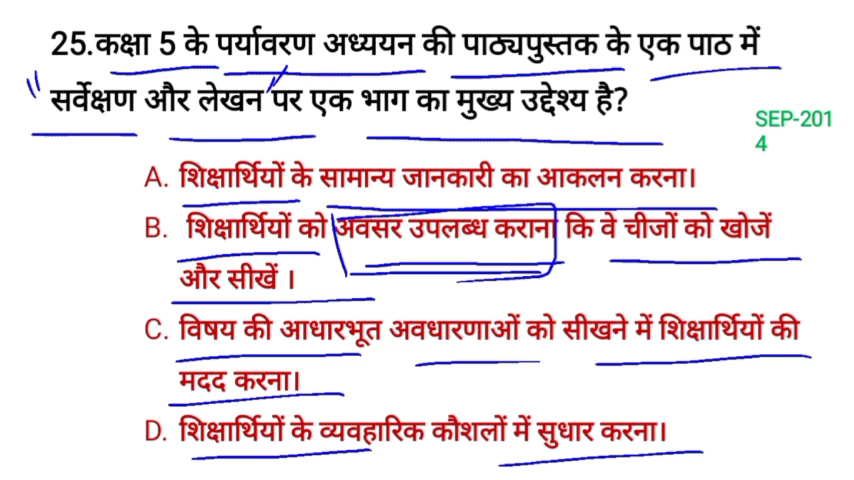 25.कक्षा 5 के पर्यावरण अध्ययन की पाठ्यपुस्तक के एक पाठ में
सर्वेक्षण और लेखन पर एक भाग का मुख्य उद्देश्य है?
SEP-201
4
A. शिक्षार्थियों के सामान्य जानकारी का आकलन करना।
B. शिक्षार्थियों को अवसर उपलब्ध कराना कि वे चीजों को खोजें
और सीखें ।
C. विषय की आधारभूत अवधारणाओं को सीखने में शिक्षार्थियों की
मदद करना।
D. शिक्षार्थियों के व्यवहारिक कौशलों में सुधार करना।